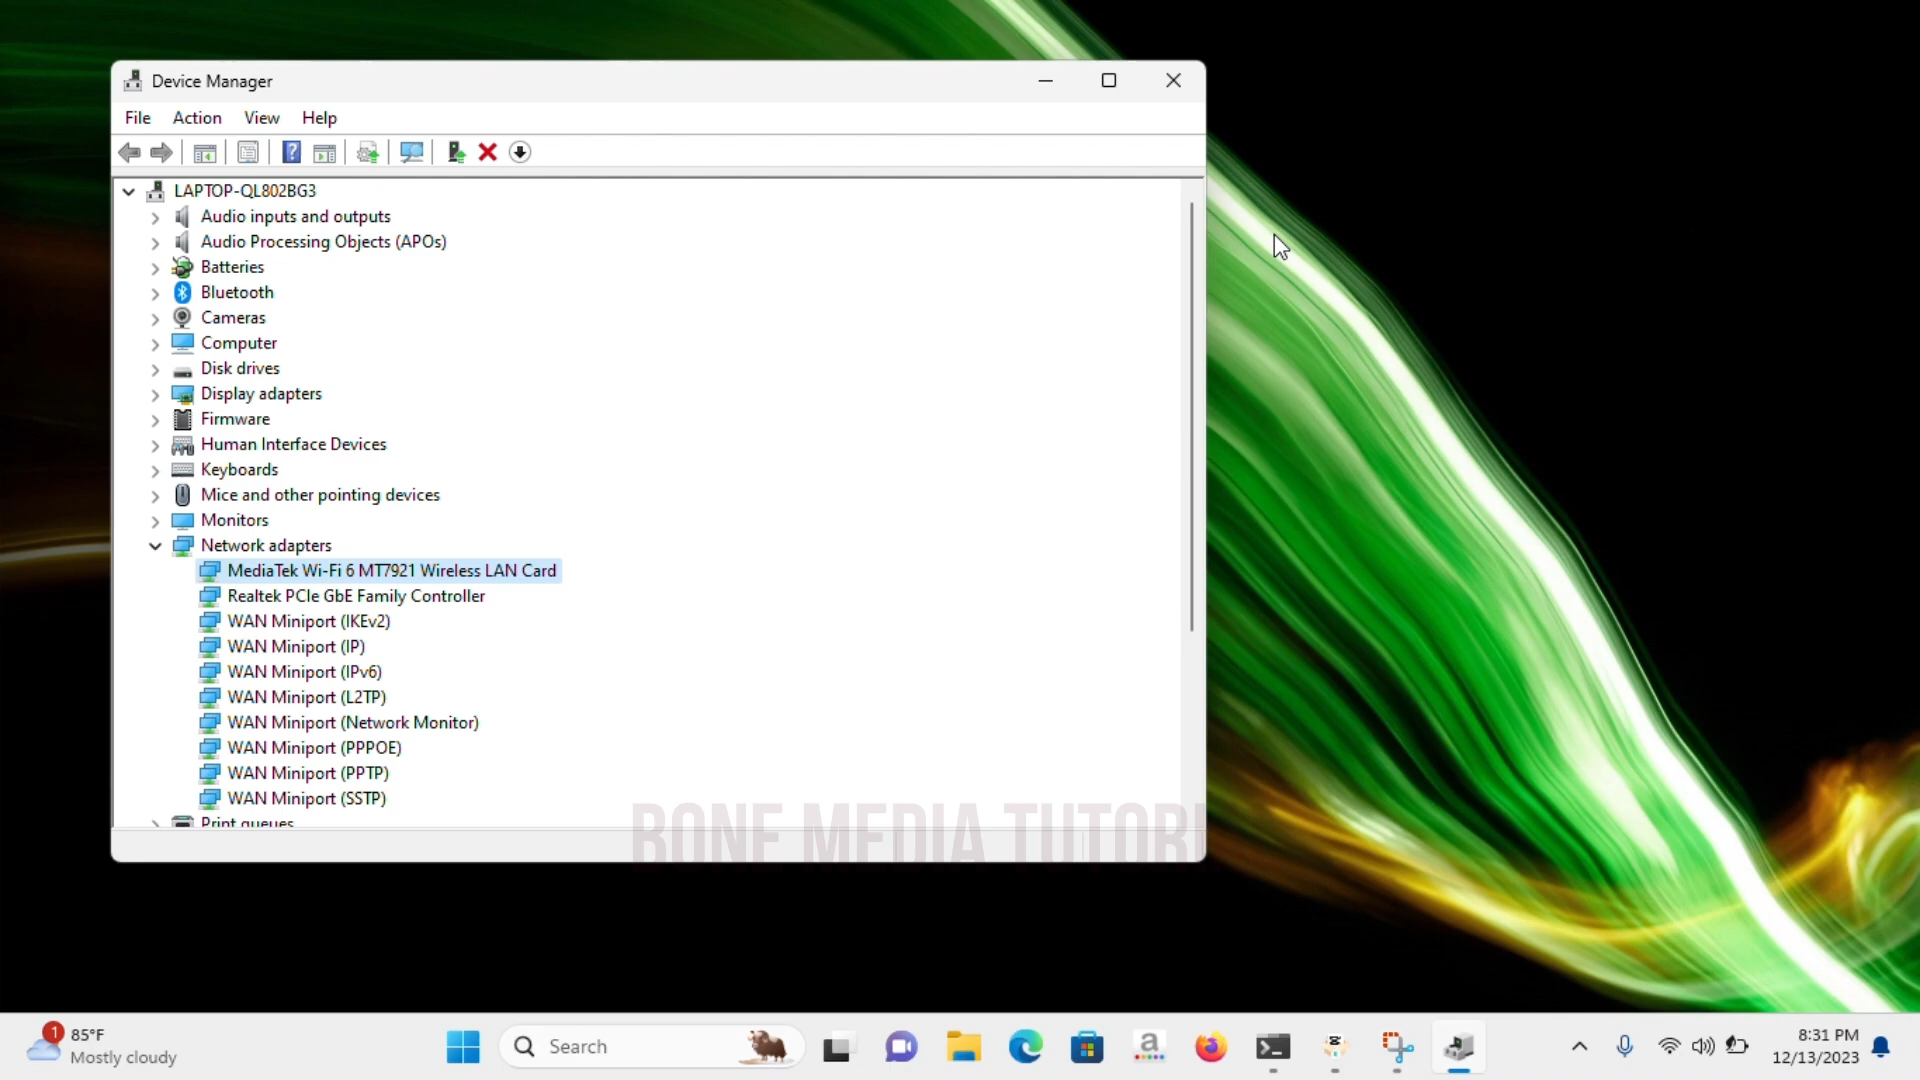 Device Manager
File Action View Help
LAPTOP-QL802BG3
Audio inputs and outputs
Audio Processing Objects (APOs)
Batteries
Bluetooth
Cameras
Computer
Disk drives
Display adapters
Firmware
Human Interface Devices
Keyboards
Mice and other pointing devices
Monitors
Network adapters
MediaTek Wi-Fi 6 MT7921 Wireless LAN Card
Realtek PCIe GbE Family Controller
WAN Miniport (IKEv2)
WAN Miniport (IP)
WAN Miniport (IPv6)
WAN Miniport (L2TP)
WAN Miniport (Network Monitor)
WAN Miniport (PPPOE)
WAN Miniport (PPTP)
WAN Miniport (SSTP)
Print queues
BONE MEDIA TUTORI
1
85°F
Mostly cloudy
Search
8:31 PM
12/13/2023